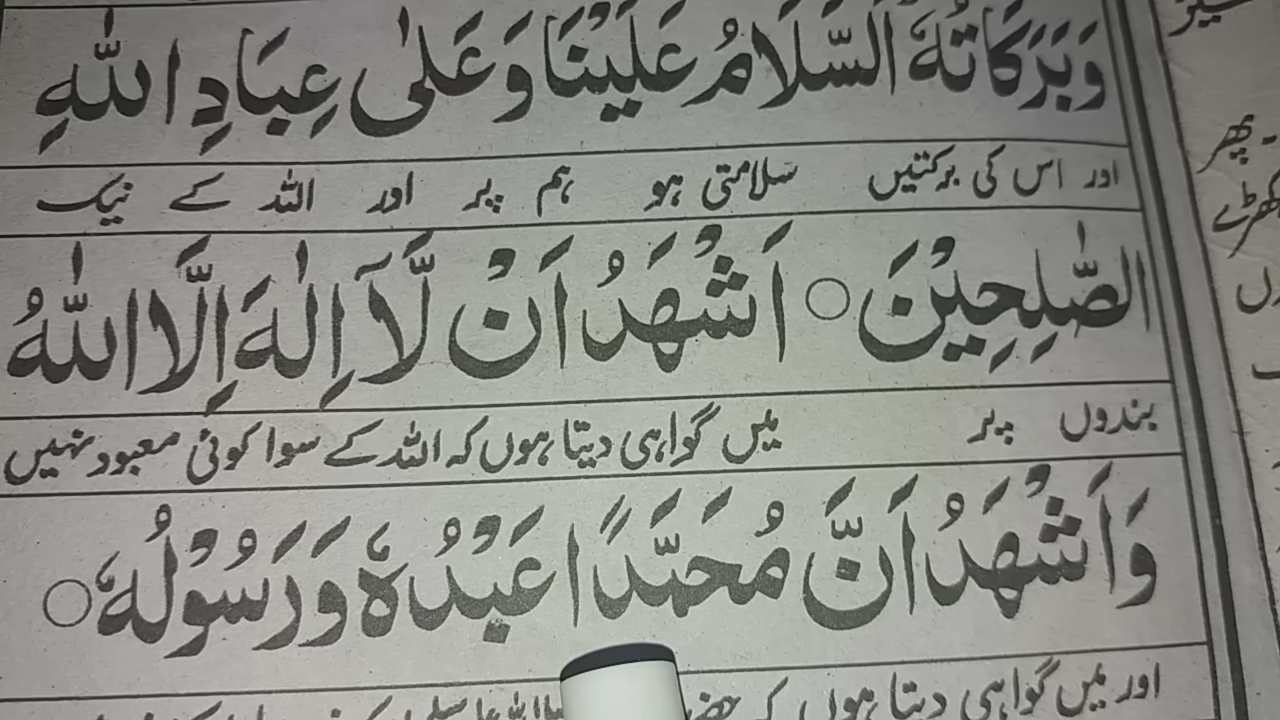 وَبَرَكَاتُهٗ اَلسَّلَامُ عَلَيْنَا وَعَلٰى عِبَادِ اللّٰهِ
اور اس کی برکتیں سلامتی ہو ہم پر اور اللہ کے نیک
الصّٰلِحِيْنَ ○ اَشْهَدُ اَنْ لَّآ اِلٰهَ اِلَّا اللّٰهُ
بندوں پر میں گواہی دیتا ہوں کہ اللہ کے سوا کوئی معبود نہیں
وَاَشْهَدُ اَنَّ مُحَمَّدًا عَبْدُهٗ وَرَسُوْلُهٗ ○
اور میں گواہی دیتا ہوں کہ
پھر